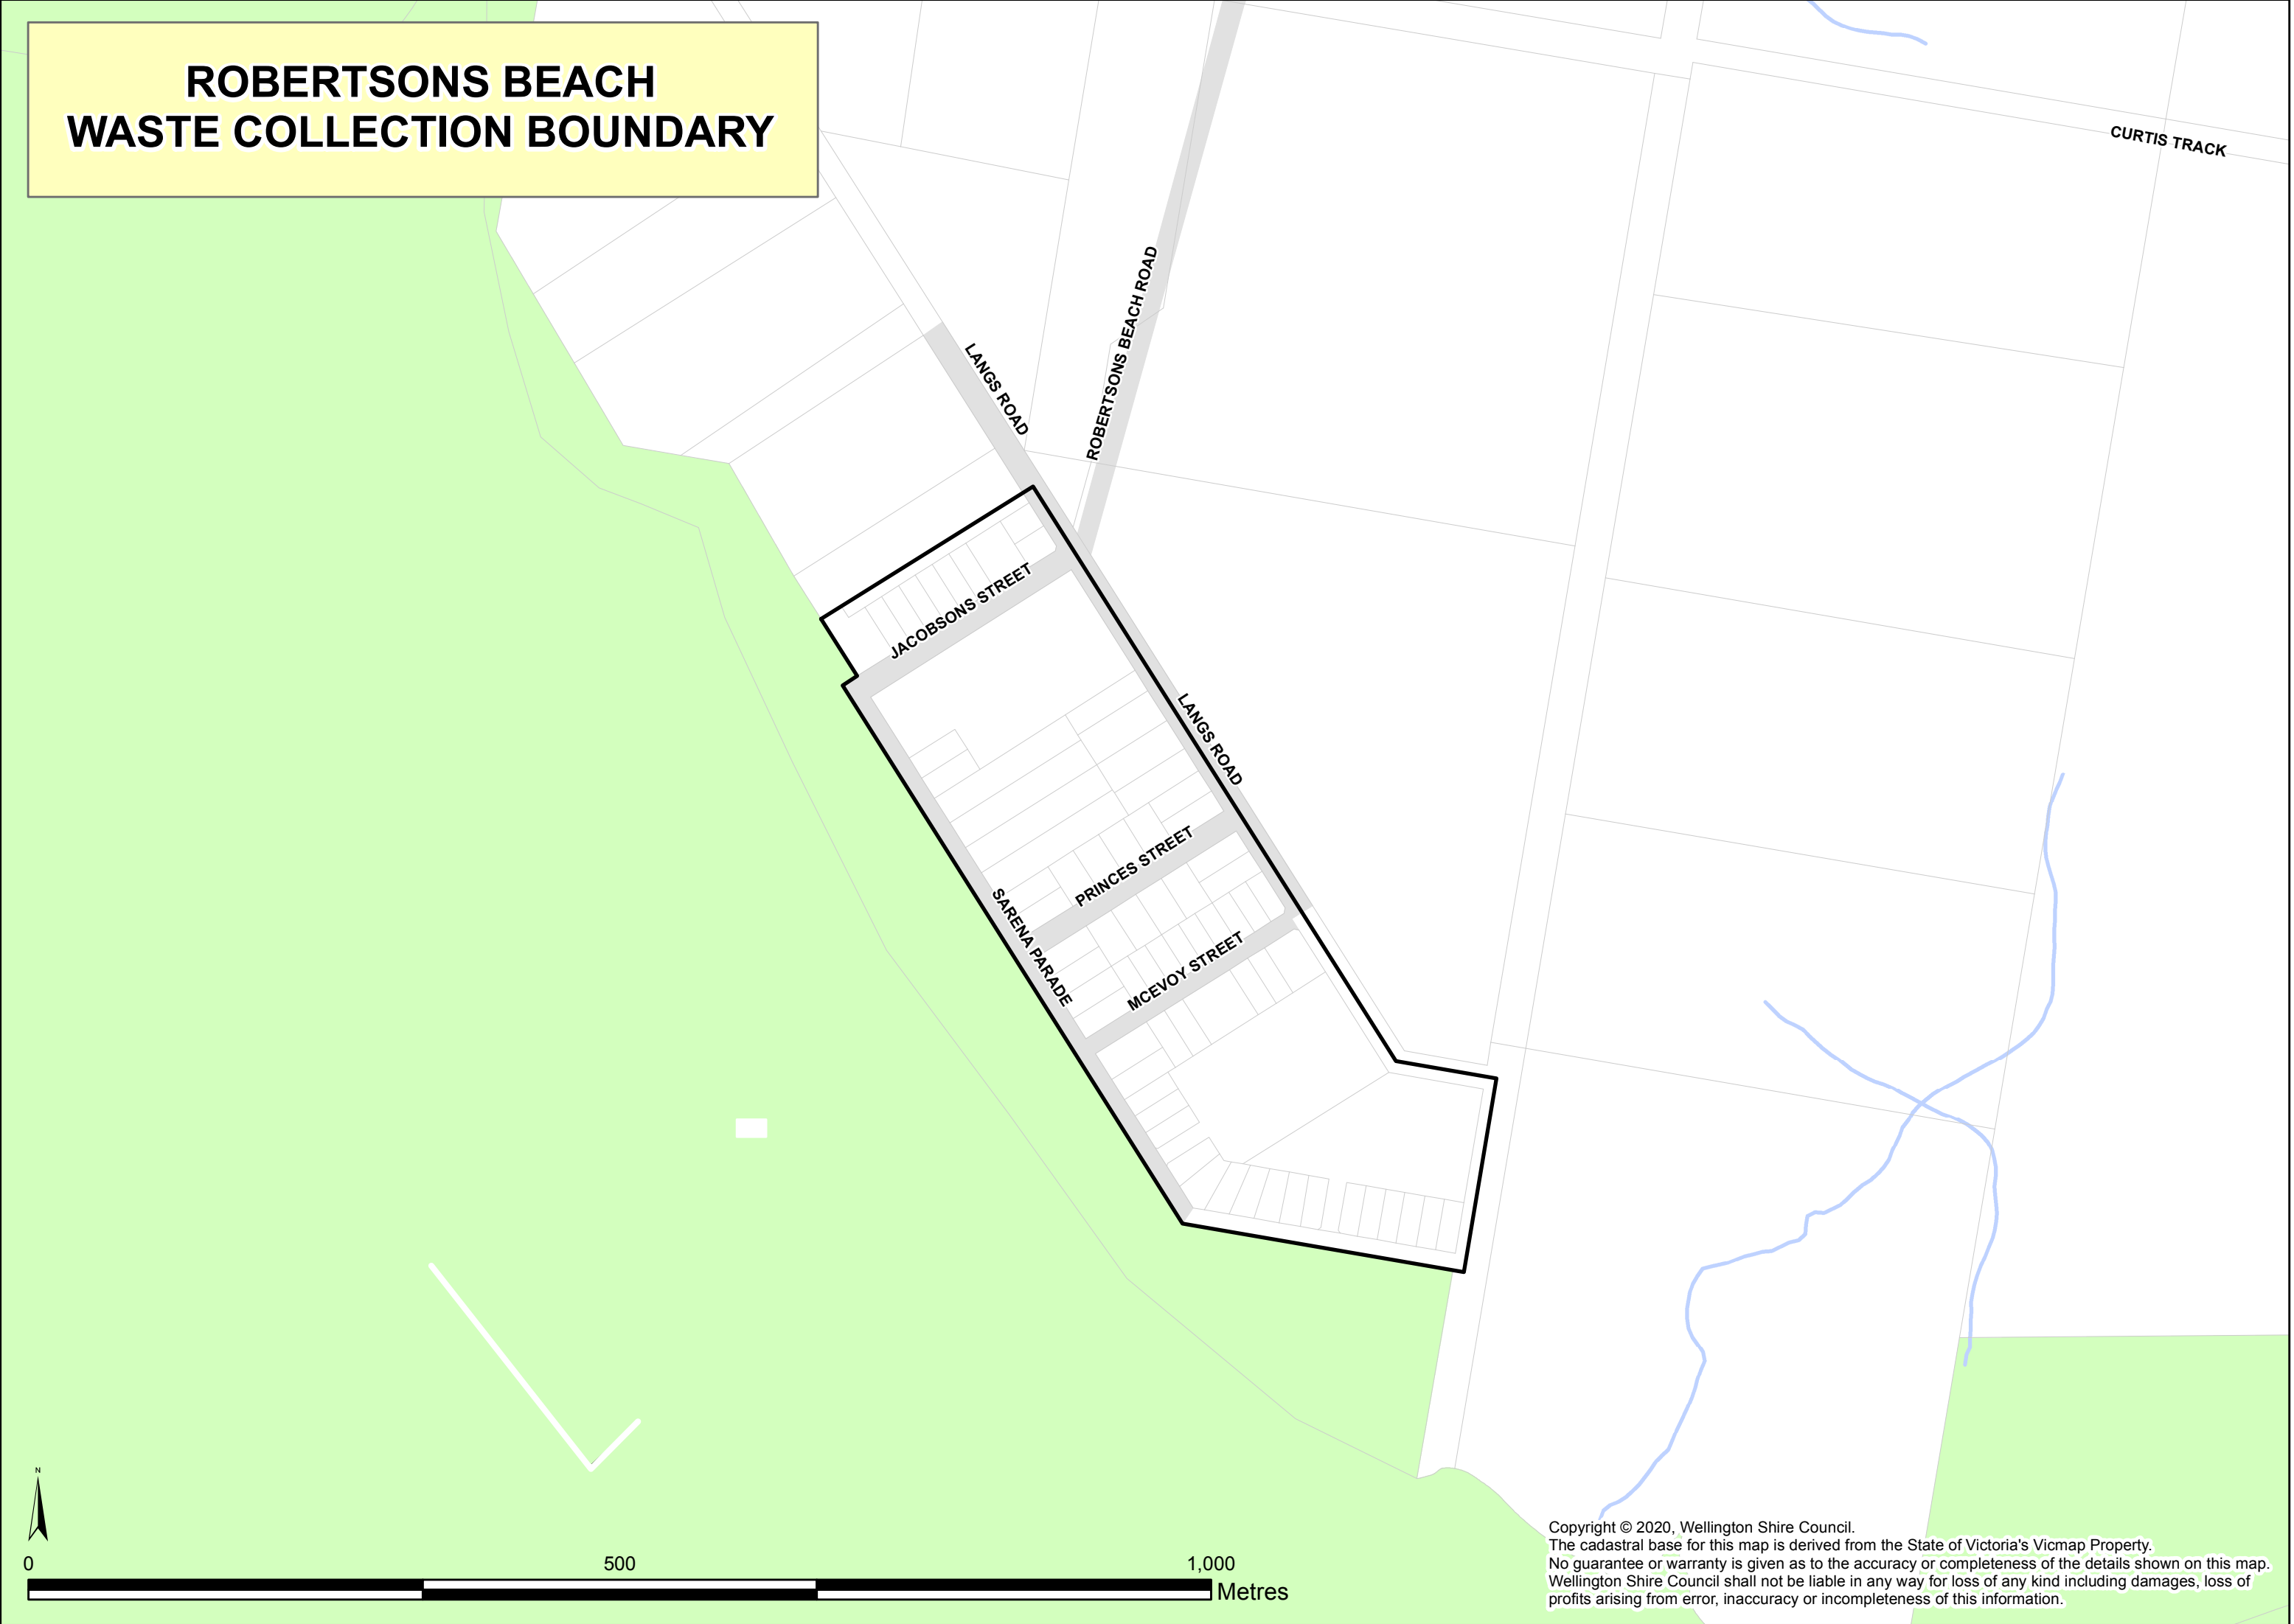 ROBERTSONS BEACH
WASTE COLLECTION BOUNDARY
CURTIS TRACK
LANGS ROAD
ROBERTSONS BEACH ROAD
JACOBSONS STREET
LANGS ROAD
PRINCES STREET
SARENA PARADE
MCEVOY STREET
N
0 500 1,000
Metres
Copyright © 2020, Wellington Shire Council.
The cadastral base for this map is derived from the State of Victoria's Vicmap Property.
No guarantee or warranty is given as to the accuracy or completeness of the details shown on this map.
Wellington Shire Council shall not be liable in any way for loss of any kind including damages, loss of
profits arising from error, inaccuracy or incompleteness of this information.